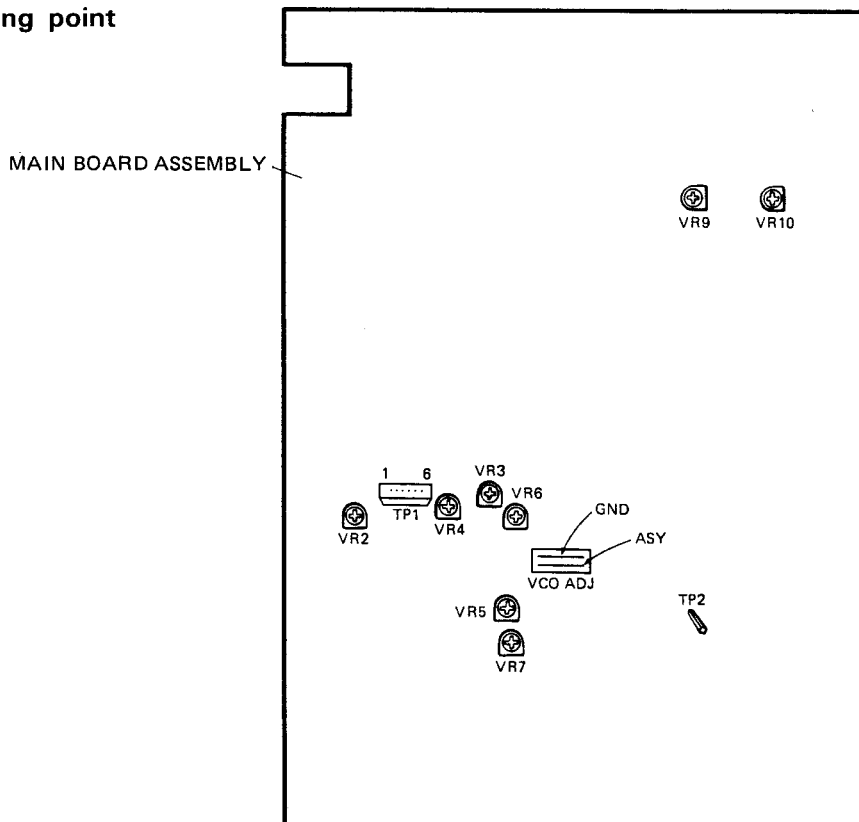 ng point
MAIN BOARD ASSEMBLY
VR9
VR10
1
6
VR3
VR6
TP1
VR4
VR2
GND
ASY
VCO ADJ
TP2
VR5
VR7